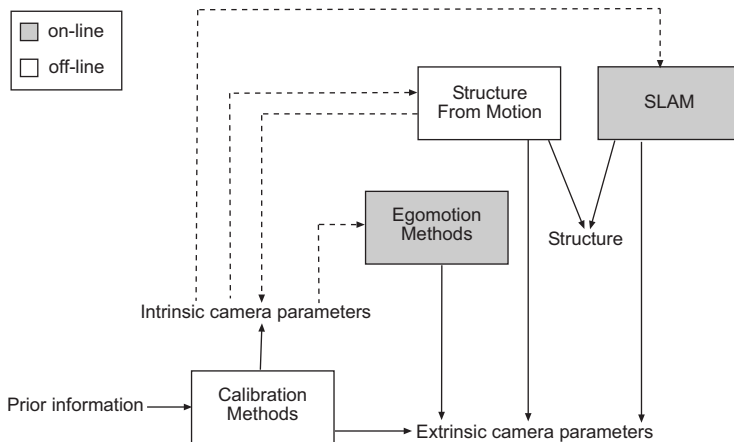 on-line
off-line
Structure
From Motion
SLAM
Egomotion
Methods
Structure
Intrinsic camera parameters
Prior information
Calibration
Methods
Extrinsic camera parameters